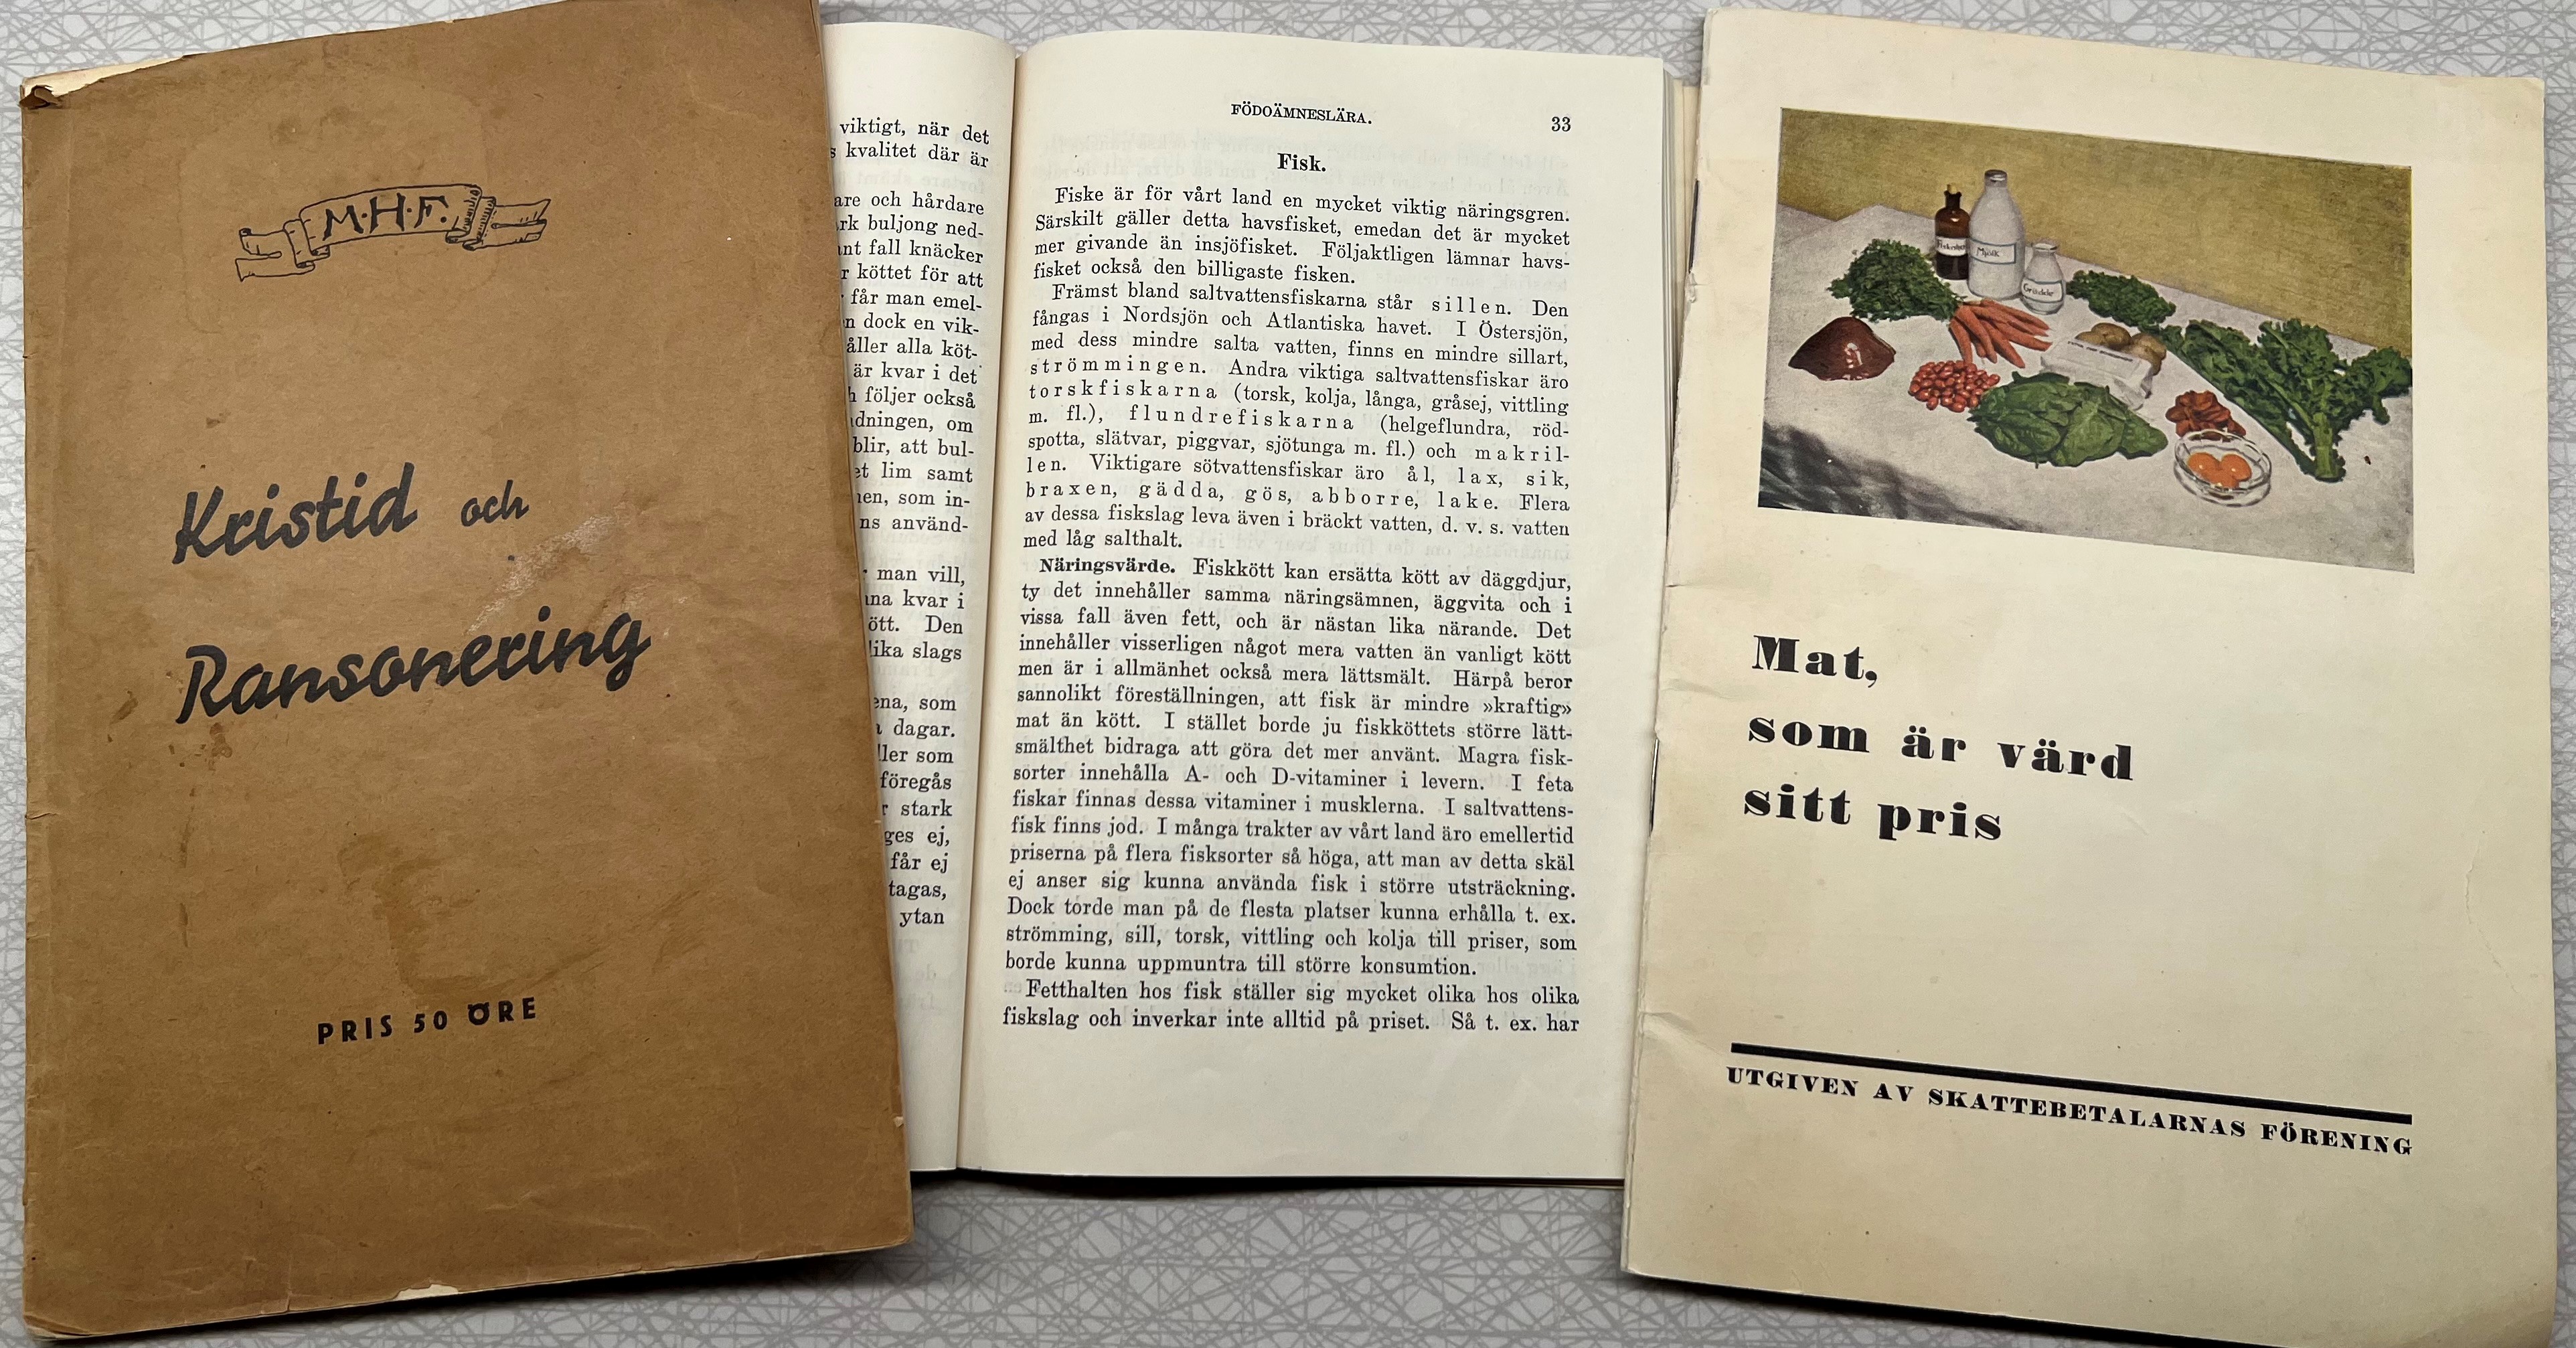 M·H·F.
Kristid och
Ransonering
PRIS 50 ÖRE
viktigt, när det
kvalitet där är
och hårdare
buljong ned-
fall knäcker
köttet för att
får man emel-
dock en vik-
alla köt-
är kvar i det
följer också
om
blir, att bul-
lim samt
som in-
använd-
man vill,
kvar i
Den
slags
som
dagar.
som
föregås
stark
ej,
får ej
ytan
FÖDOÄMNESLÄRA.
33
Fisk.
Fiske är för vårt land en mycket viktig näringsgren.
Särskilt gäller detta havsfisket, emedan det är mycket
mer givande än insjöfisket. Följaktligen lämnar havs-
fisket också den billigaste fisken.
Främst bland saltvattensfiskarna står sillen. Den
fångas i Nordsjön och Atlantiska havet. I Östersjön,
med dess mindre salta vatten, finns en mindre sillart,
strömmingen. Andra viktiga saltvattensfiskar äro
torskfiskarna (torsk, kolja, långa, gråsej, vittling
m. fl.), flundrefiskarna (helgeflundra, röd-
spotta, slätvar, piggvar, sjötunga m. fl.) och makril-
len. Viktigare sötvattensfiskar äro ål, lax, sik,
braxen, gädda, gös, abborre, lake. Flera
av dessa fiskslag leva även i bräckt vatten, d. v. s. vatten
med låg salthalt.
Näringsvärde. Fiskkött kan ersätta kött av däggdjur,
ty det innehåller samma näringsämnen, äggvita och i
vissa fall även fett, och är nästan lika närande. Det
innehåller visserligen något mera vatten än vanligt kött
men är i allmänhet också mera lättsmält. Härpå beror
sannolikt föreställningen, att fisk är mindre »kraftig»
mat än kött. I stället borde ju fiskköttets större lätt-
smälthet bidraga att göra det mer använt. Magra fisk-
sorter innehålla A- och D-vitaminer i levern. I feta
fiskar finnas dessa vitaminer i musklerna. I saltvattens-
fisk finns jod. I många trakter av vårt land äro emellertid
priserna på flera fisksorter så höga, att man av detta skäl
ej anser sig kunna använda fisk i större utsträckning.
Dock torde man på de flesta platser kunna erhålla t. ex.
strömming, sill, torsk, vittling och kolja till priser, som
borde kunna uppmuntra till större konsumtion.
Fetthalten hos fisk ställer sig mycket olika hos olika
fiskslag och inverkar inte alltid på priset. Så t. ex. har
Mjölk
Grädde
Mat,
som är värd
sitt pris
UTGIVEN AV SKATTEBETALARNAS FÖRENING